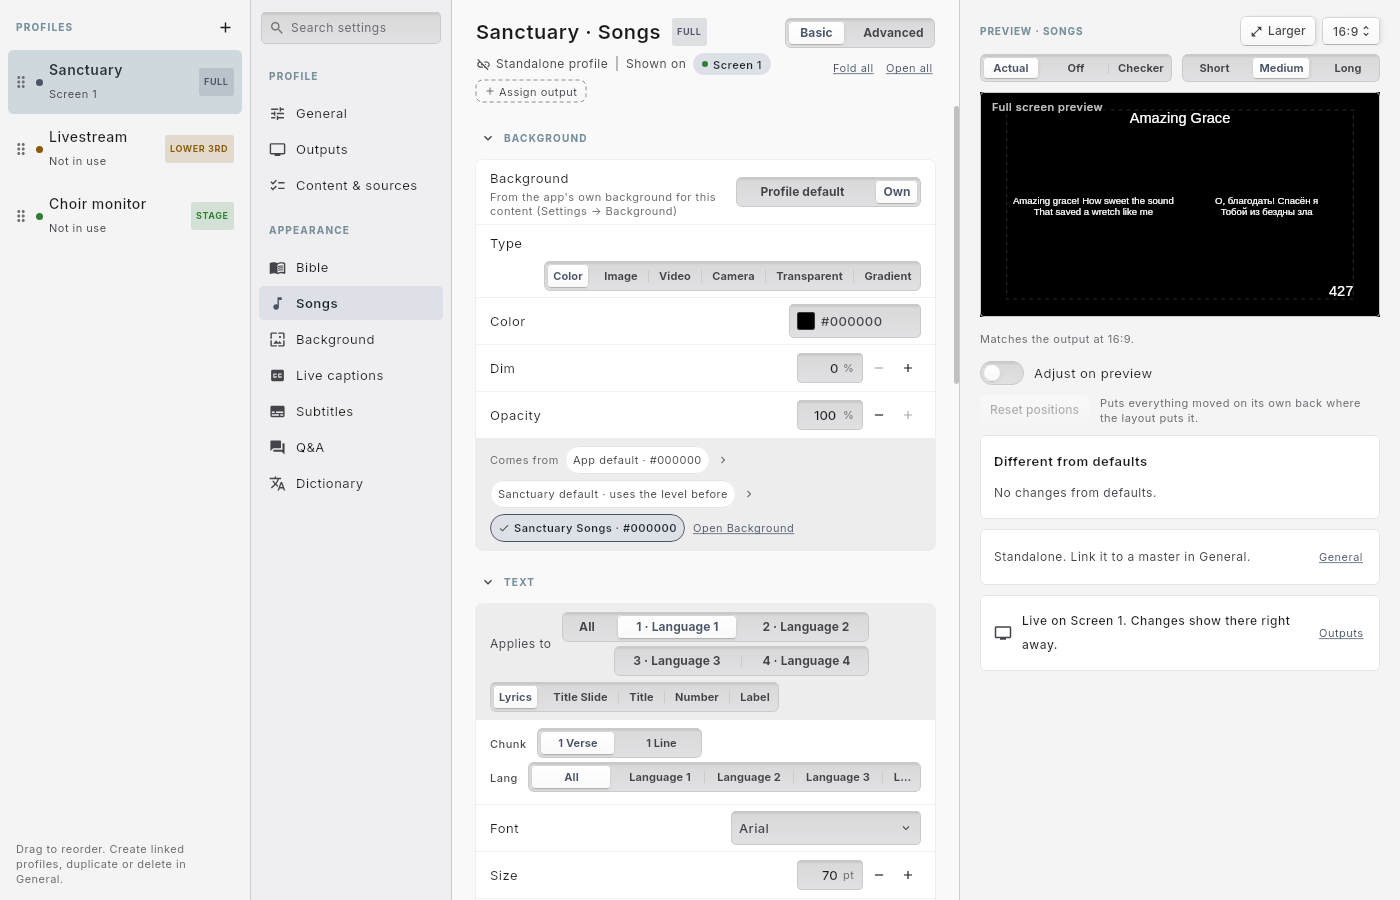 PROFILES
Sanctuary
Screen 1
FULL
Livestream
Not in use
LOWER 3RD
Choir monitor
Not in use
STAGE
Drag to reorder. Create linked
profiles, duplicate or delete in
General.
Search settings
PROFILE
General
Outputs
Content & sources
APPEARANCE
Bible
Songs
Background
Live captions
Subtitles
Q&A
Dictionary
Sanctuary · Songs
FULL
Basic
Advanced
Standalone profile | Shown on
Screen 1
Fold all
Open all
+ Assign output
BACKGROUND
Background
From the app's own background for this
content (Settings → Background)
Profile default
Own
Type
Color
Image
Video
Camera
Transparent
Gradient
Color
#000000
Dim
0 %
Opacity
100 %
Comes from
App default · #000000
Sanctuary default · uses the level before
Sanctuary Songs · #000000
Open Background
TEXT
Applies to
All
1 · Language 1
2 · Language 2
3 · Language 3
4 · Language 4
Lyrics
Title Slide
Title
Number
Label
Chunk
1 Verse
1 Line
Lang
All
Language 1
Language 2
Language 3
L...
Font
Arial
Size
70 pt
PREVIEW · SONGS
Larger
16:9
Actual
Off
Checker
Short
Medium
Long
Full screen preview
Amazing Grace
Amazing grace! How sweet the sound
That saved a wretch like me
О, благодать! Спасён я
Тобой из бездны зла
427
Matches the output at 16:9.
Adjust on preview
Reset positions
Puts everything moved on its own back where
the layout puts it.
Different from defaults
No changes from defaults.
Standalone. Link it to a master in General.
General
Live on Screen 1. Changes show there right
away.
Outputs